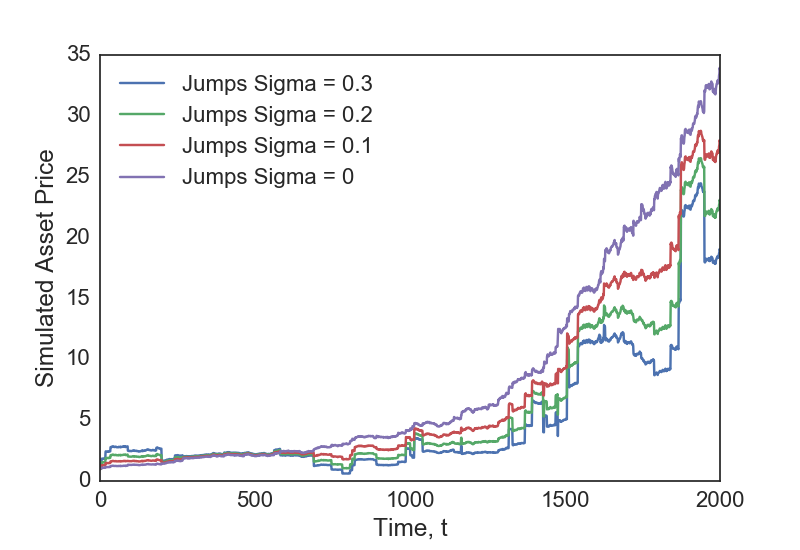 35
30
25
20
15
10
5
0
Simulated Asset Price
Jumps Sigma = 0.3
Jumps Sigma = 0.2
Jumps Sigma = 0.1
Jumps Sigma = 0
0 500 1000 1500 2000
Time, t